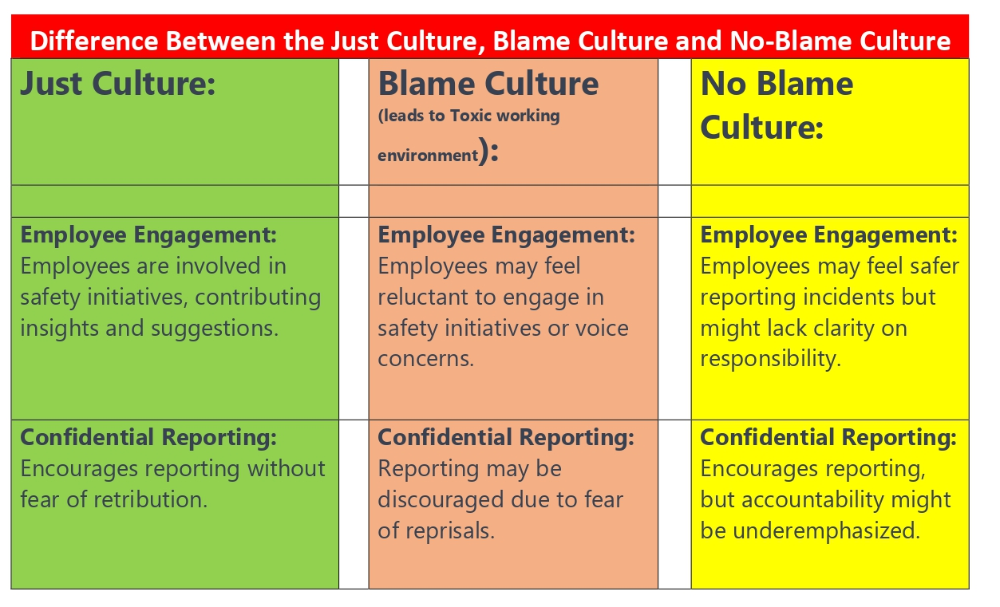 Difference Between the Just Culture, Blame Culture and No-Blame Culture
Just Culture:
Blame Culture
(leads to Toxic working
environment):
No Blame
Culture:
Employee Engagement:
Employees are involved in
safety initiatives, contributing
insights and suggestions.
Employee Engagement:
Employees may feel
reluctant to engage in
safety initiatives or voice
concerns.
Employee Engagement:
Employees may feel safer
reporting incidents but
might lack clarity on
responsibility.
Confidential Reporting:
Encourages reporting without
fear of retribution.
Confidential Reporting:
Reporting may be
discouraged due to fear
of reprisals.
Confidential Reporting:
Encourages reporting,
but accountability might
be underemphasized.